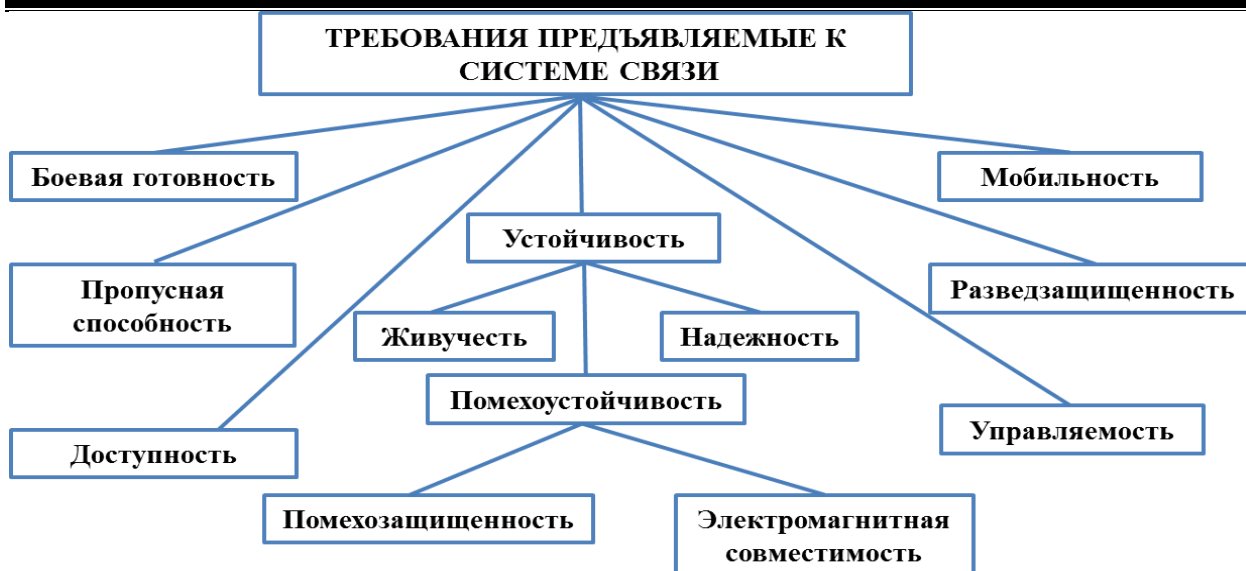 ТРЕБОВАНИЯ ПРЕДЪЯВЛЯЕМЫЕ К
СИСТЕМЕ СВЯЗИ
Боевая готовность
Мобильность
Устойчивость
Пропусная
способность
Разведзащищенность
Живучесть
Надежность
Помехоустойчивость
Управляемость
Доступность
Помехозащищенность
Электромагнитная
совместимость